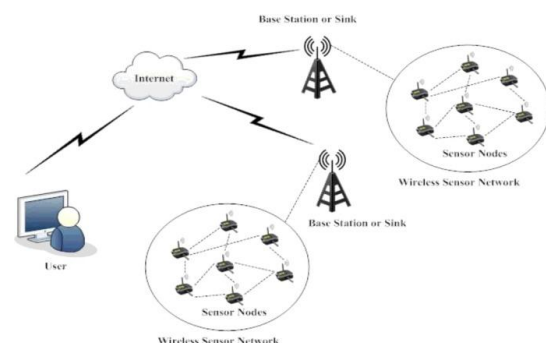 Base Station or Sink
Internet
Sensor Nodes
Wireless Sensor Network
Base Station or Sink
User
Sensor Nodes
Wireless Sensor Network